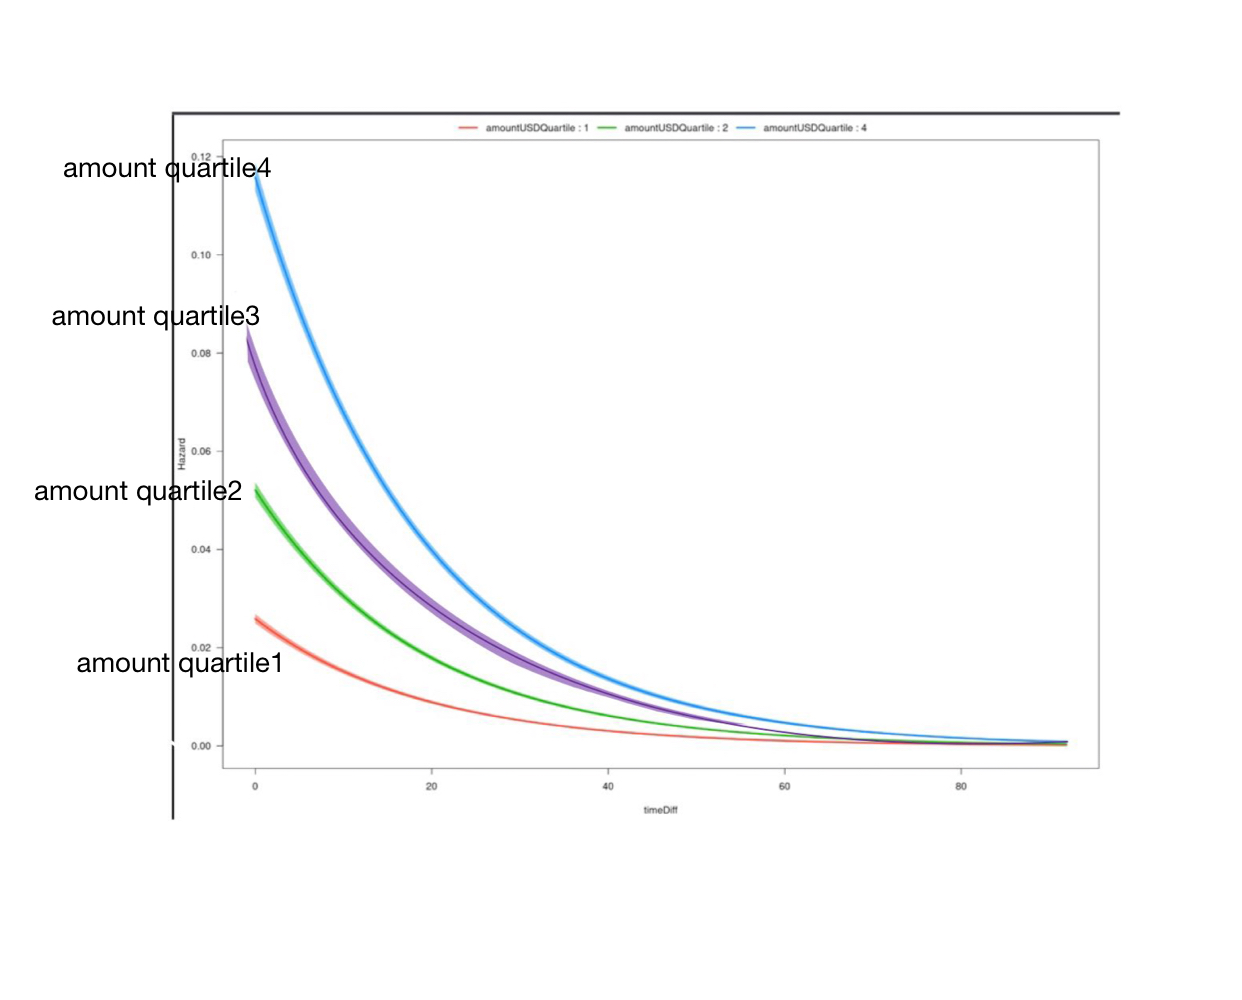 amountUSDQuartile : 1 amountUSDQuartile : 2 amountUSDQuartile : 4
0.12
amount quartile4
0.10
amount quartile3
0.08
0.06
Hazard
amount quartile2
0.04
0.02
amount quartile1
0.00
0 20 40 60 80
timeDiff